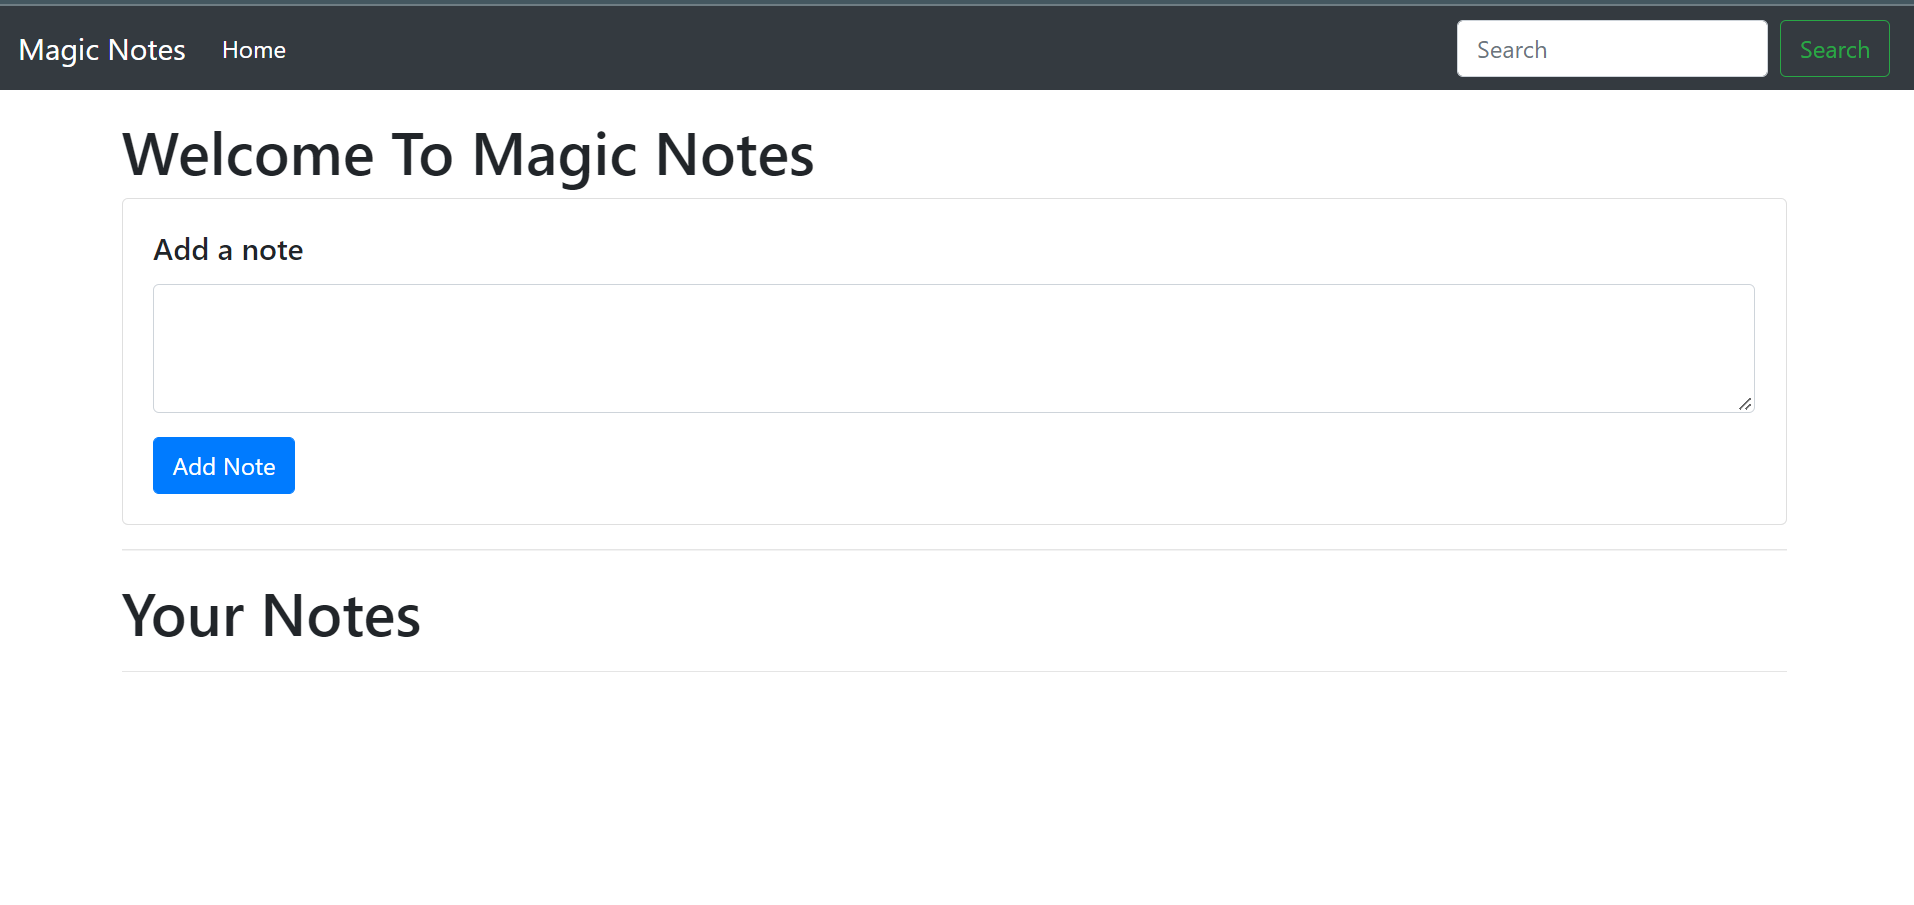 Magic Notes Home Search Search
Welcome To Magic Notes
Add a note
Add Note
Your Notes